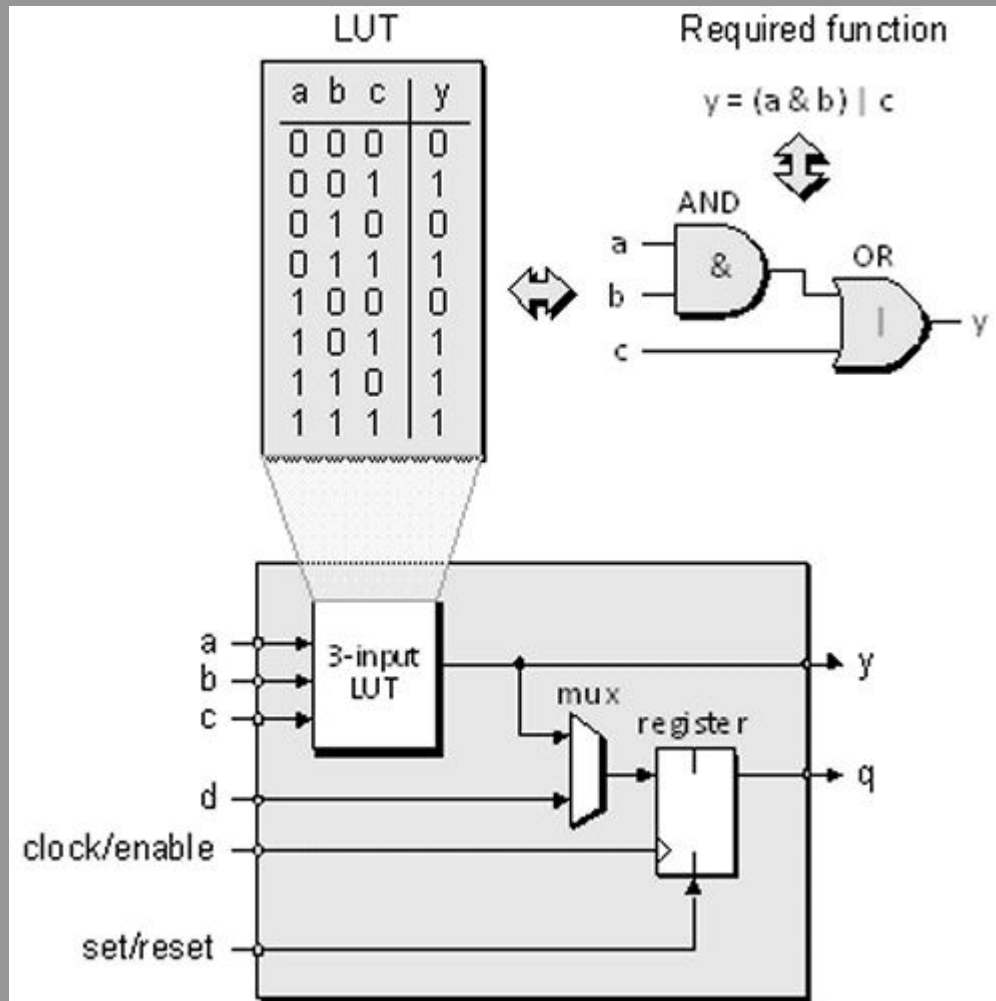 LUT
Required function
a b c y
0 0 0 0
0 0 1 1
0 1 0 0
0 1 1 1
1 0 0 0
1 0 1 1
1 1 0 1
1 1 1 1
y = (a & b) | c
AND
a
&
b
OR
|
y
c
a
b
c
3-input
LUT
y
mux
register
q
d
clock/enable
set/reset